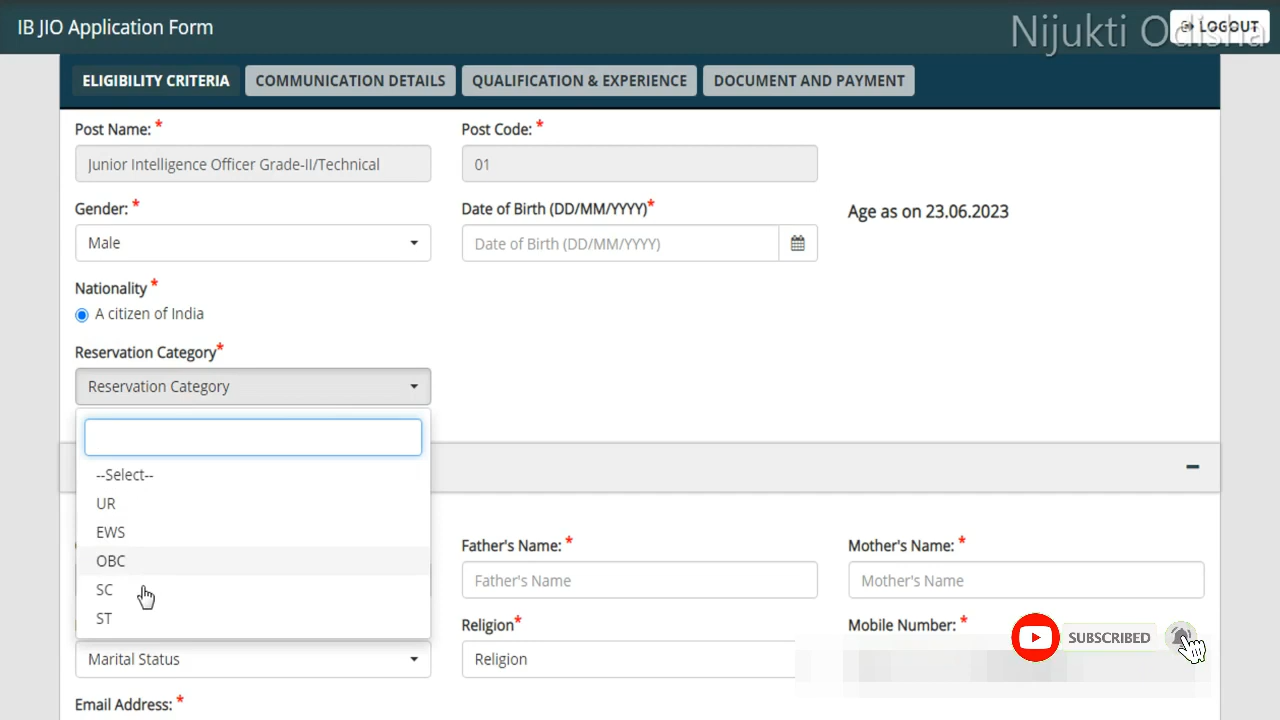 IB JIO Application Form
Nijukti Odisha
LOGOUT
ELIGIBILITY CRITERIA
COMMUNICATION DETAILS
QUALIFICATION & EXPERIENCE
DOCUMENT AND PAYMENT
Post Name: *
Post Code: *
Junior Intelligence Officer Grade-II/Technical
01
Gender: *
Date of Birth (DD/MM/YYYY)*
Age as on 23.06.2023
Male
Date of Birth (DD/MM/YYYY)
Nationality *
A citizen of India
Reservation Category*
Reservation Category
--Select--
UR
EWS
OBC
SC
ST
Father's Name: *
Mother's Name: *
Father's Name
Mother's Name
Religion*
Mobile Number: *
SUBSCRIBED
Marital Status
Religion
Email Address: *